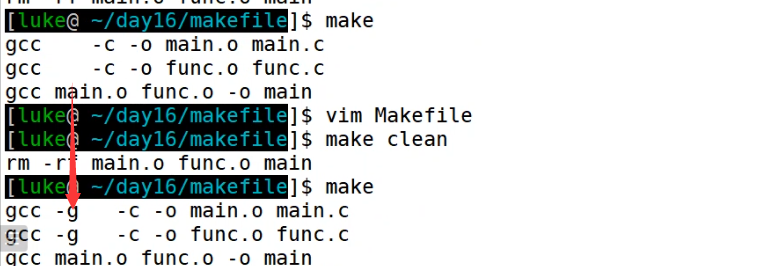 rm -rf main.o func.o main
[luke@ ~/day16/makefile]$ make
gcc    -c -o main.o main.c
gcc    -c -o func.o func.c
gcc main.o func.o -o main
[luke@ ~/day16/makefile]$ vim Makefile
[luke@ ~/day16/makefile]$ make clean
rm -rf main.o func.o main
[luke@ ~/day16/makefile]$ make
gcc -g   -c -o main.o main.c
gcc -g   -c -o func.o func.c
gcc main.o func.o -o main